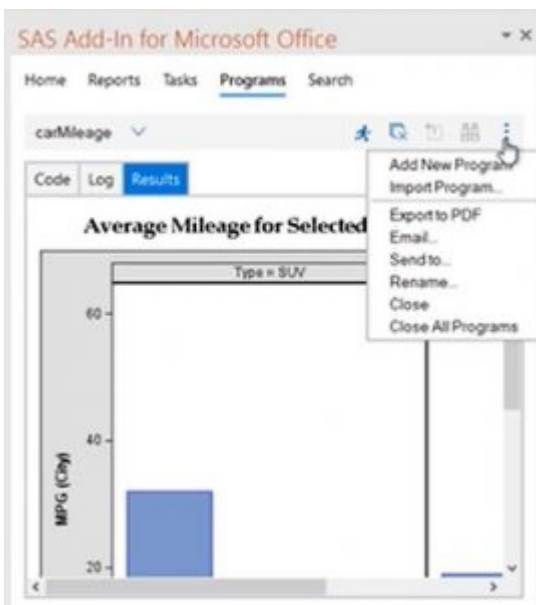 SAS Add-In for Microsoft Office
Home Reports Tasks Programs Search
carMileage
Code Log Results
Add New Program
Import Program...
Export to PDF
Email...
Send to...
Rename...
Close
Close All Programs
Average Mileage for Selected
Type = SUV
60
40
20
MPG (City)